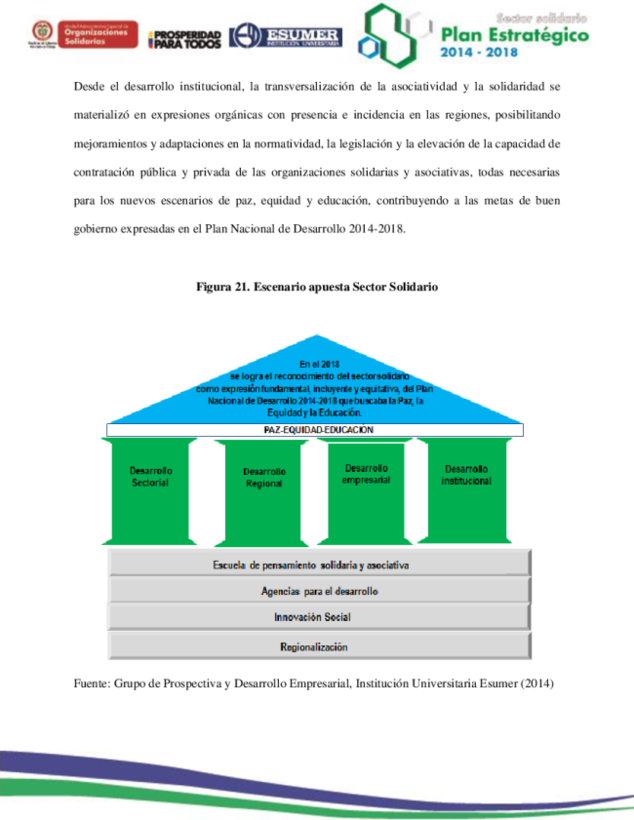 Unidad Administrativa Especial de
Organizaciones
Solidarias
PROSPERIDAD
PARA TODOS
ESUMER
INSTITUCIÓN UNIVERSITARIA
Sector solidario
Plan Estratégico
2014 - 2018
Desde el desarrollo institucional, la transversalización de la asociatividad y la solidaridad se
materializó en expresiones orgánicas con presencia e incidencia en las regiones, posibilitando
mejoramientos y adaptaciones en la normatividad, la legislación y la elevación de la capacidad de
contratación pública y privada de las organizaciones solidarias y asociativas, todas necesarias
para los nuevos escenarios de paz, equidad y educación, contribuyendo a las metas de buen
gobierno expresadas en el Plan Nacional de Desarrollo 2014-2018.
Figura 21. Escenario apuesta Sector Solidario
En el 2018
se logra el reconocimiento del sector solidario
como expresión fundamental, incluyente y equitativa, del Plan
Nacional de Desarrollo 2014-2018 que buscaba la Paz, la
Equidad y la Educación.
PAZ-EQUIDAD-EDUCACIÓN
Desarrollo
Sectorial
Desarrollo
Regional
Desarrollo
empresarial
Desarrollo
institucional
Escuela de pensamiento solidaria y asociativa
Agencias para el desarrollo
Innovación Social
Regionalización
Fuente: Grupo de Prospectiva y Desarrollo Empresarial, Institución Universitaria Esumer (2014)